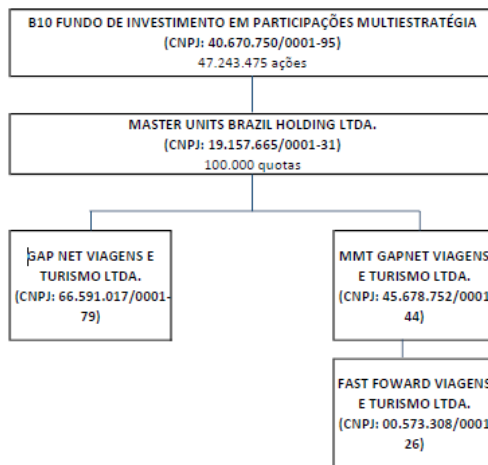 B10 FUNDO DE INVESTIMENTO EM PARTICIPAÇÕES MULTIESTRATÉGIA
(CNPJ: 40.670.750/0001-95)
47.243.475 ações
MASTER UNITS BRAZIL HOLDING LTDA.
(CNPJ: 19.157.665/0001-31)
100.000 quotas
GAP NET VIAGENS E
TURISMO LTDA.
(CNPJ: 66.591.017/0001-
79)
MMT GAPNET VIAGENS
E TURISMO LTDA.
(CNPJ: 45.678.752/0001
44)
FAST FOWARD VIAGENS
E TURISMO LTDA.
(CNPJ: 00.573.308/0001
26)